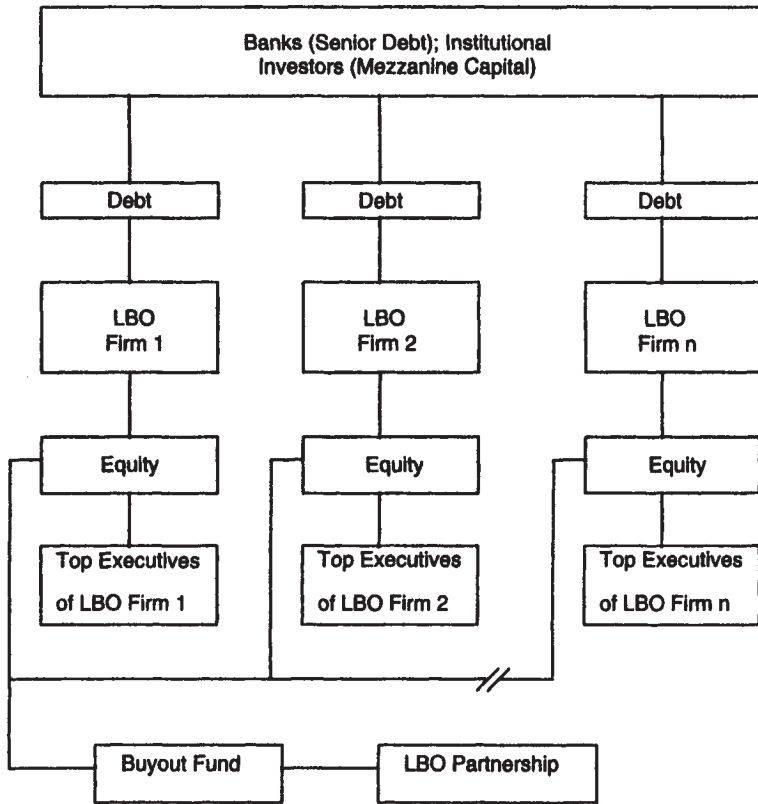 Banks (Senior Debt); Institutional
Investors (Mezzanine Capital)
Debt
Debt
Debt
LBO
Firm 1
LBO
Firm 2
LBO
Firm n
Equity
Equity
Equity
Top Executives
of LBO Firm 1
Top Executives
of LBO Firm 2
Top Executives
of LBO Firm n
Buyout Fund
LBO Partnership